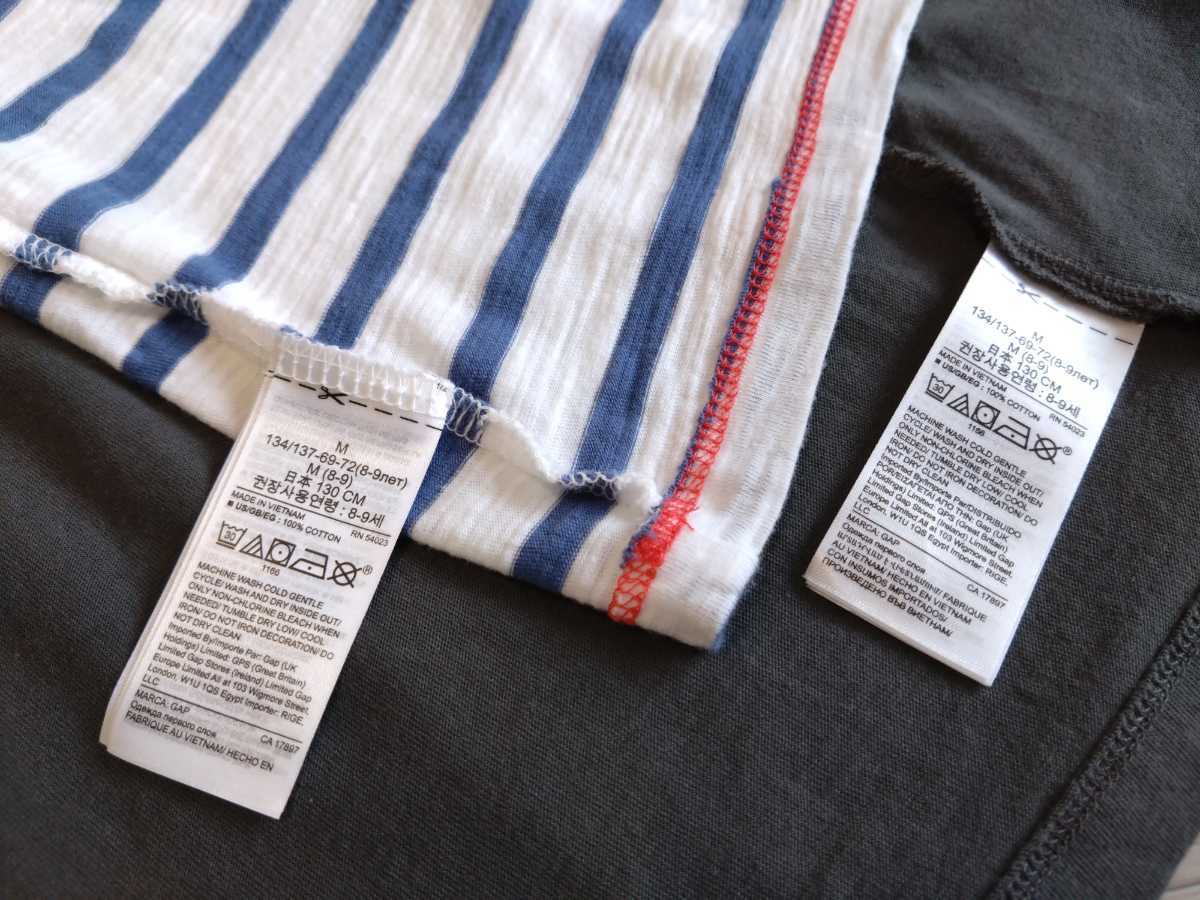 M
134/137-69-72(8-9лет)
M (8-9)
日本 130 CM
권장사용연령 : 8-9세
MADE IN VIETNAM
■ US/GB/EG : 100% COTTON RN 54023
30
1166
®
MACHINE WASH COLD GENTLE
CYCLE/ WASH AND DRY INSIDE OUT/
ONLY NON-CHLORINE BLEACH WHEN
NEEDED/ TUMBLE DRY LOW/ COOL
IRON/ DO NOT IRON DECORATION/ DO
NOT DRY CLEAN
Imported By/Importe Par: Gap (UK
Holdings) Limited: GPS (Great Britain)
Limited Gap Stores (Ireland) Limited Gap
Europe Limited All at 103 Wigmore Street,
London. W1U 1QS Egypt Importer: RIGE,
LLC
MARCA: GAP
Одежда первого слоя CA 17897
FABRIQUE AU VIETNAM/ HECHO EN
M
134/137-69-72(8-9лет)
M (8-9)
日本 130 CM
권장사용연령 : 8-9세
MADE IN VIETNAM
■ US/GB/EG : 100% COTTON RN 54023
30
1166
®
MACHINE WASH COLD GENTLE
CYCLE/ WASH AND DRY INSIDE OUT/
ONLY NON-CHLORINE BLEACH WHEN
NEEDED/ TUMBLE DRY LOW/ COOL
IRON/ DO NOT IRON DECORATION/ DO
NOT DRY CLEAN
Imported By/Importe Par/DISTRIBUIDO
Gap (UK
Holdings) Limited: GPS (Great Britain)
Limited Gap Stores (Ireland) Limited Gap
Europe Limited All at 103 Wigmore Street,
London. W1U 1QS Egypt Importer: RIGE,
LLC
MARCA: GAP
Одежда первого слоя CA 17897
FABRIQUE
AU VIETNAM/ HECHO EN VIETNAM
CON INSUMOS IMPORTADOS/
ПРОИЗВЕДЕНО ВЪВ ВИЕТНАМ/